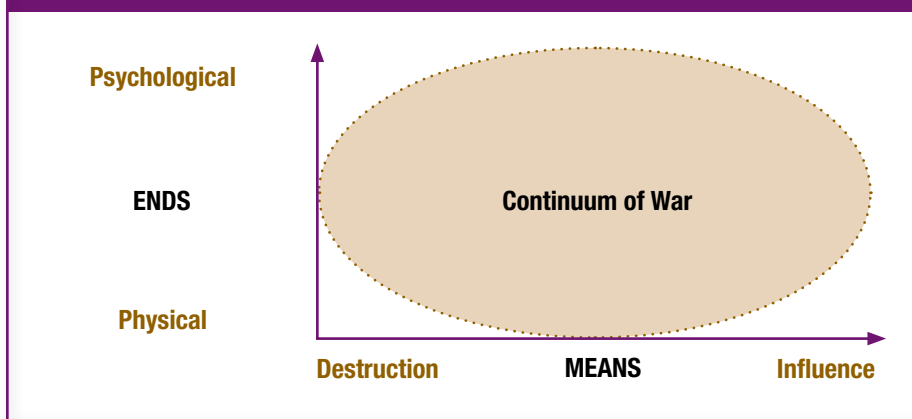 Psychological
ENDS
Continuum of War
Physical
Destruction
MEANS
Influence